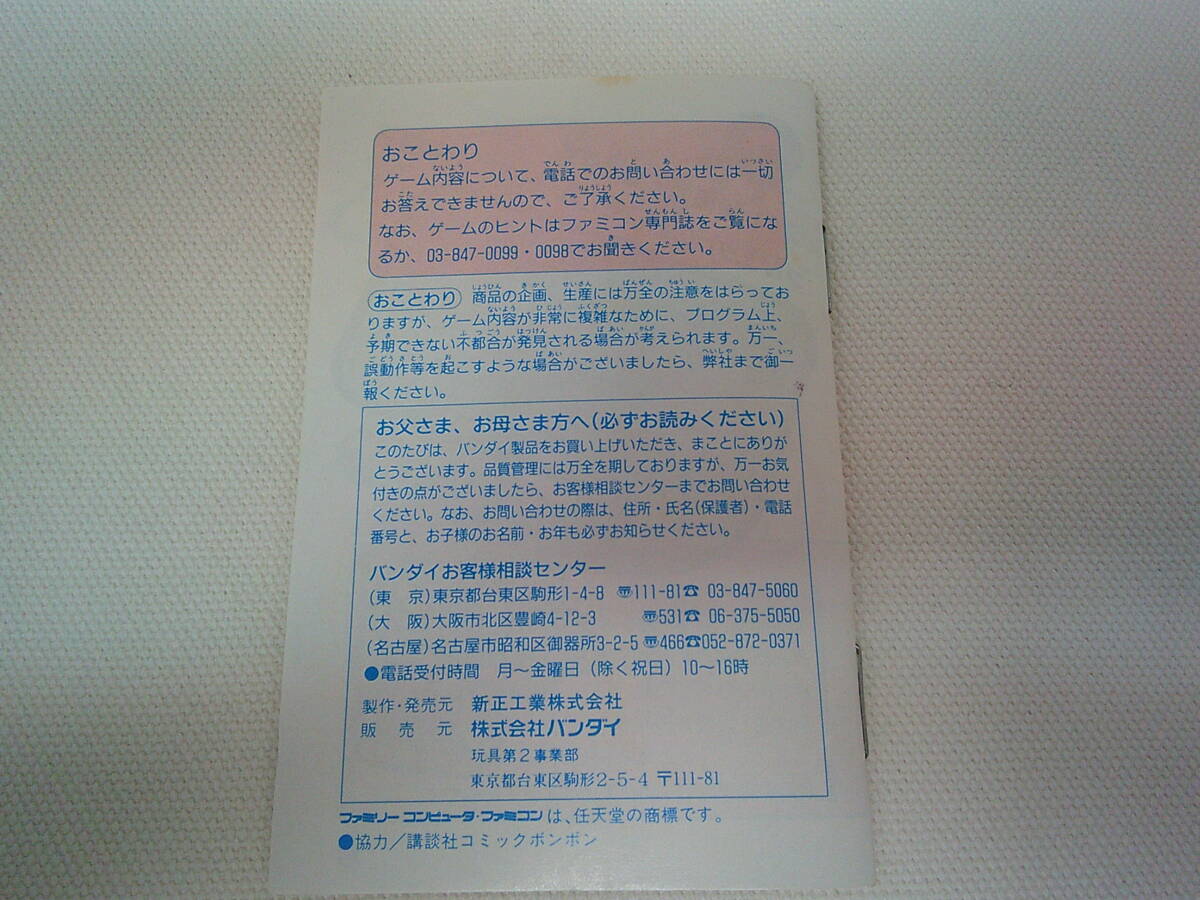 おことわり
ゲーム内容について、電話でのお問い合わせには一切
お答えできませんので、ご了承ください。
なお、ゲームのヒントはファミコン専門誌をご覧にな
るか、03-847-0099・0098でお聞きください。
おことわり 商品の企画、生産には万全の注意をはらってお
りますが、ゲーム内容が非常に複雑なために、プログラム上、
予期できない不都合が発見される場合が考えられます。万一、
誤動作等を起こすような場合がございましたら、弊社まで御一
報ください。
お父さま、お母さま方へ(必ずお読みください)
このたびは、バンダイ製品をお買い上げいただき、まことにありが
とうございます。品質管理には万全を期しておりますが、万一お気
付きの点がございましたら、お客様相談センターまでお問い合わせ
ください。なお、お問い合わせの際は、住所・氏名(保護者)・電話
番号と、お子様のお名前・お年も必ずお知らせください。
バンダイお客様相談センター
(東 京)東京都台東区駒形1-4-8 〠111-81☎ 03-847-5060
(大 阪)大阪市北区豊崎4-12-3 〠531☎ 06-375-5050
(名古屋)名古屋市昭和区御器所3-2-5 〠466☎052-872-0371
●電話受付時間 月〜金曜日(除く祝日)10〜16時
製作・発売元 新正工業株式会社
販 売 元 株式会社バンダイ
玩具第2事業部
東京都台東区駒形2-5-4 〒111-81
ファミリーコンピュータ・ファミコンは、任天堂の商標です。
●協力/講談社コミックボンボン